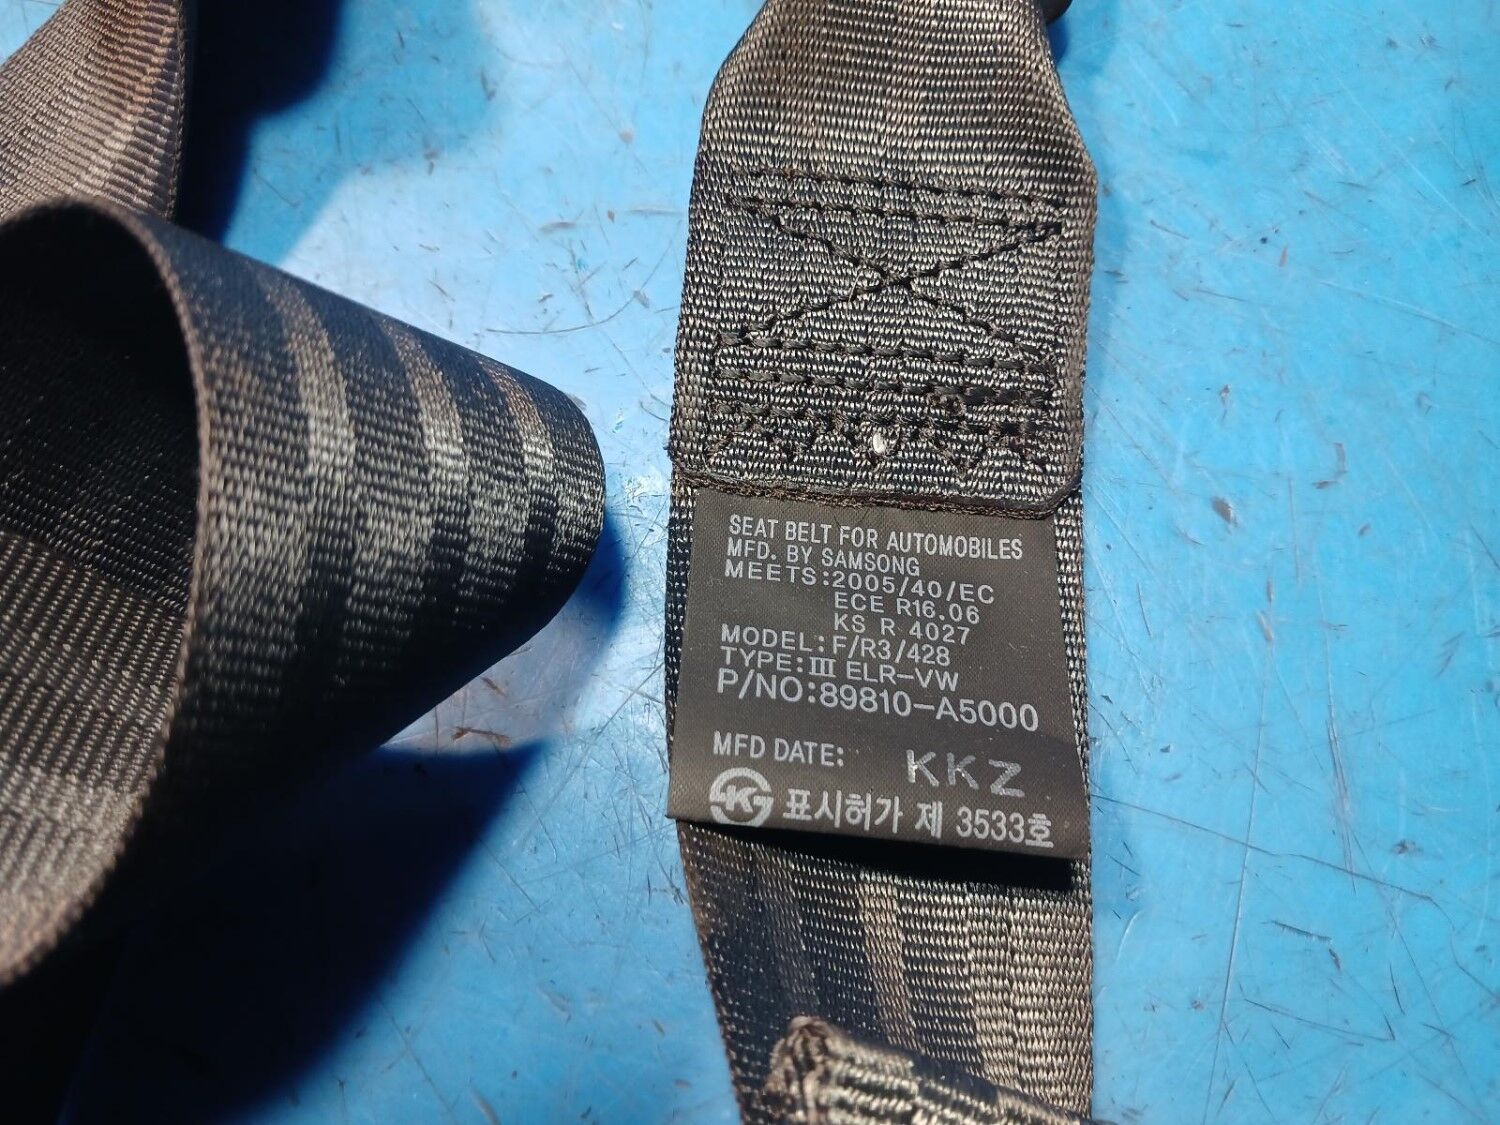 SEAT BELT FOR AUTOMOBILES
MFD. BY SAMSONG
MEETS:2005/40/EC
ECE R16.06
KS R 4027
MODEL:F/R3/428
TYPE:Ⅲ ELR-VW
P/NO:89810-A5000
MFD DATE: KKZ
표시허가 제 3533호